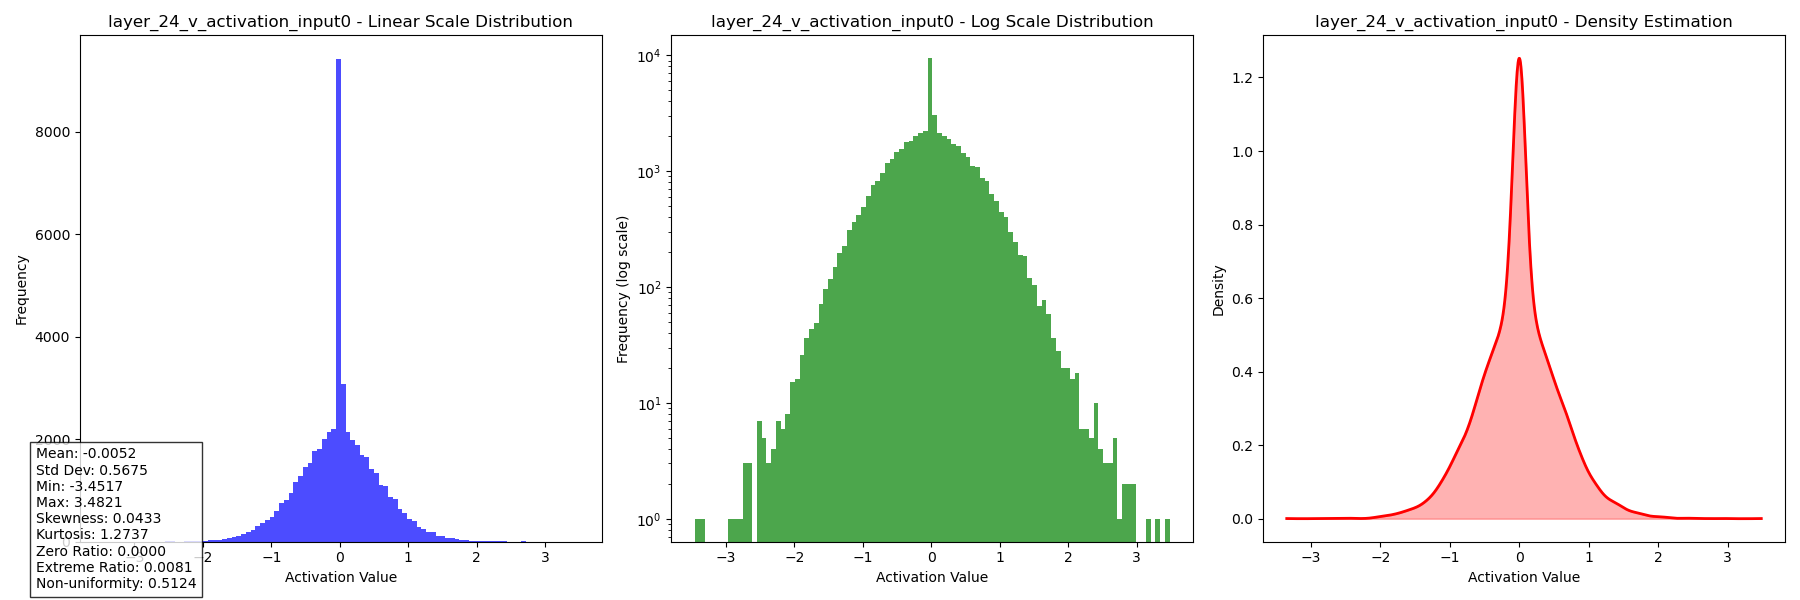 layer_24_v_activation_input0 - Linear Scale Distribution
8000
6000
4000
2000
Frequency
−2
−1
0
1
2
3
Activation Value
Mean: -0.0052
Std Dev: 0.5675
Min: -3.4517
Max: 3.4821
Skewness: 0.0433
Kurtosis: 1.2737
Zero Ratio: 0.0000
Extreme Ratio: 0.0081
Non-uniformity: 0.5124
layer_24_v_activation_input0 - Log Scale Distribution
10⁴
10³
10²
10¹
10⁰
Frequency (log scale)
−3
−2
−1
0
1
2
3
Activation Value
layer_24_v_activation_input0 - Density Estimation
1.2
1.0
0.8
0.6
0.4
0.2
0.0
Density
−3
−2
−1
0
1
2
3
Activation Value